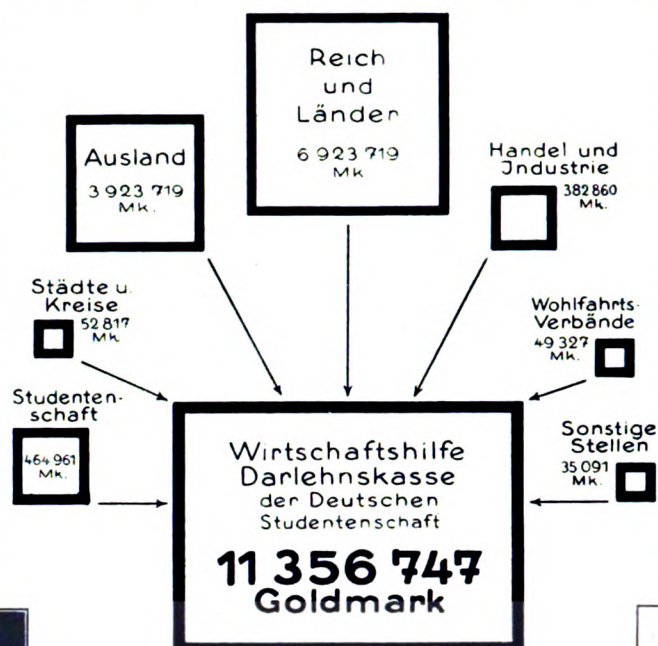 Reich
und
Länder
6 923 719
Mk
Ausland
3 923 719
Mk.
Handel und
Jndustrie
382 860
Mk.
Städte u.
Kreise
52 817
Mk
Wohlfahrts-
Verbände
49 327
Mk.
Studenten-
schaft
464 961
Mk.
Sonstige
Stellen
35 091
Mk.
Wirtschaftshilfe
Darlehnskasse
der Deutschen
Studentenschaft
11 356 747
Goldmark